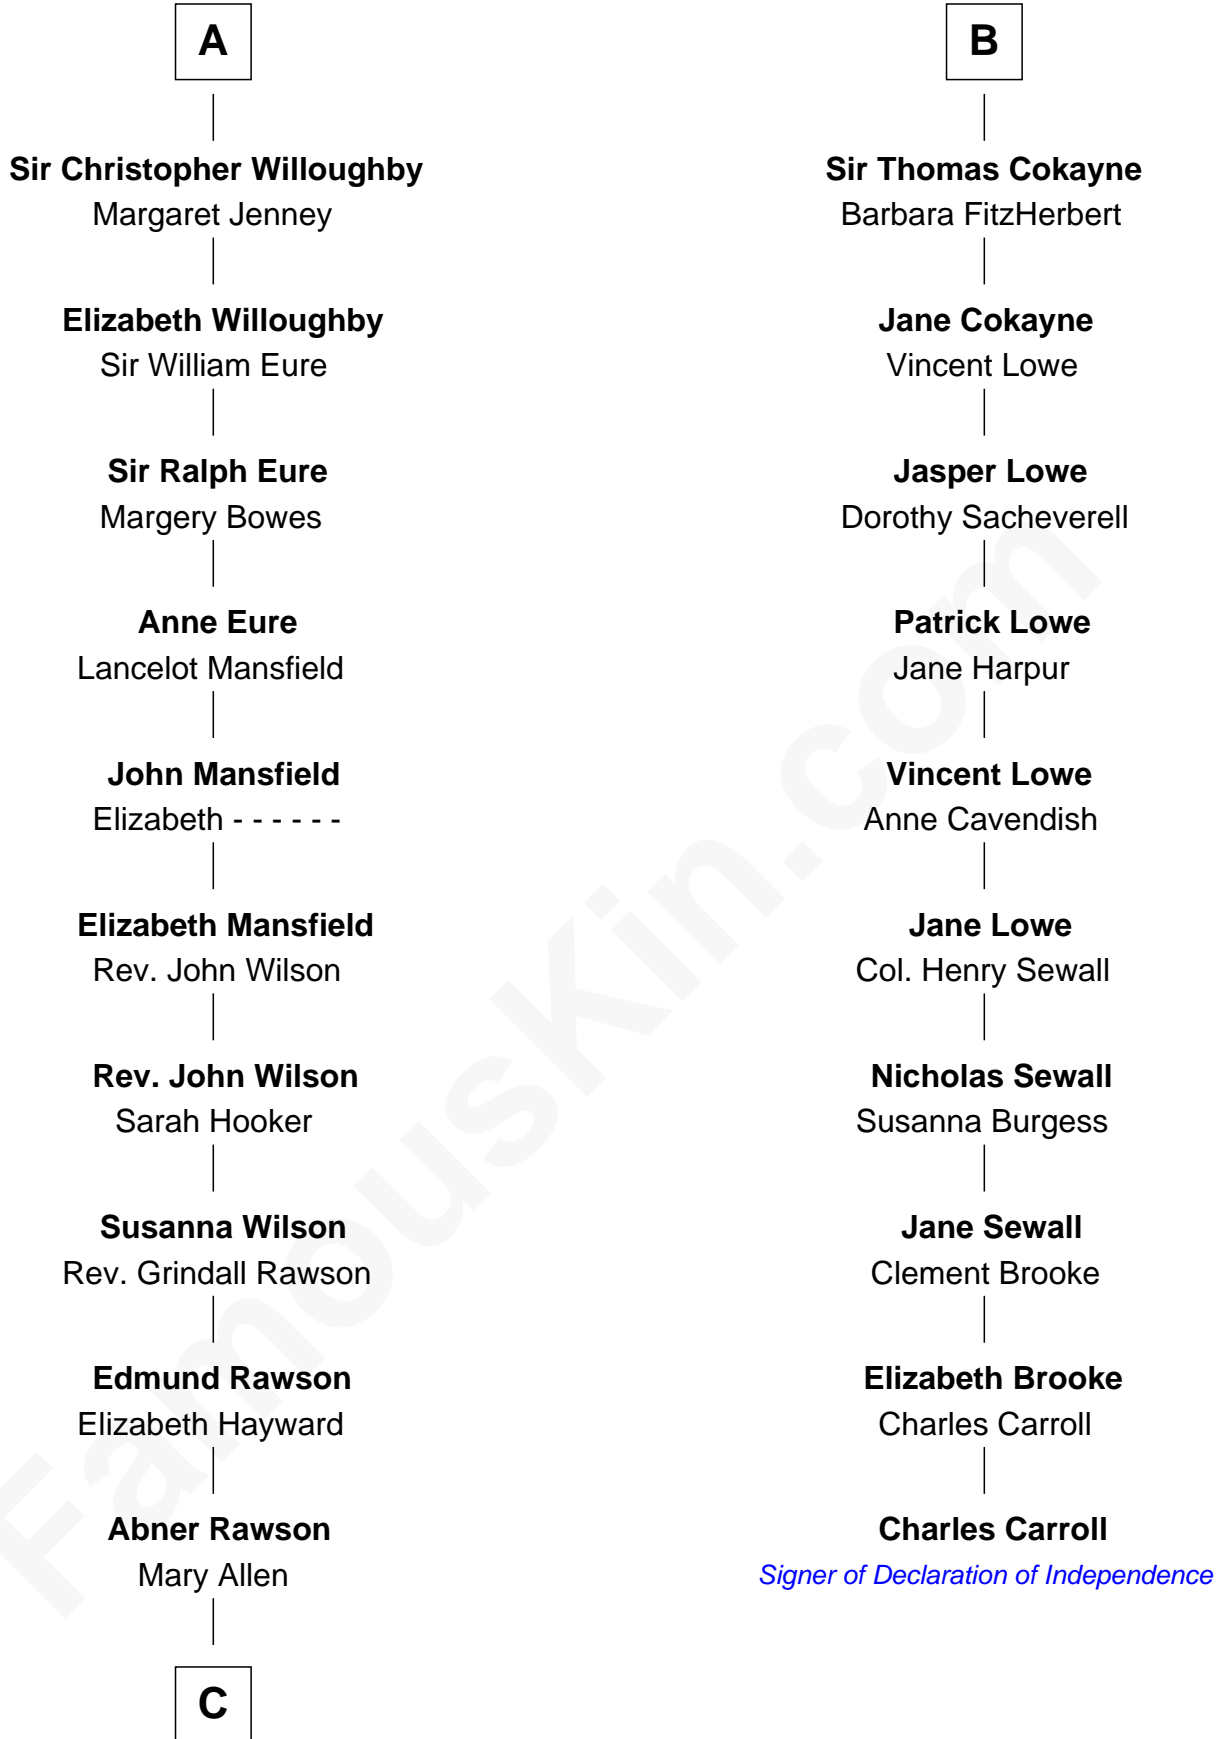 A
Sir Christopher Willoughby
Margaret Jenney
Elizabeth Willoughby
Sir William Eure
Sir Ralph Eure
Margery Bowes
Anne Eure
Lancelot Mansfield
John Mansfield
Elizabeth - - - - - -
Elizabeth Mansfield
Rev. John Wilson
Rev. John Wilson
Sarah Hooker
Susanna Wilson
Rev. Grindall Rawson
Edmund Rawson
Elizabeth Hayward
Abner Rawson
Mary Allen
C
B
Sir Thomas Cokayne
Barbara FitzHerbert
Jane Cokayne
Vincent Lowe
Jasper Lowe
Dorothy Sacheverell
Patrick Lowe
Jane Harpur
Vincent Lowe
Anne Cavendish
Jane Lowe
Col. Henry Sewall
Nicholas Sewall
Susanna Burgess
Jane Sewall
Clement Brooke
Elizabeth Brooke
Charles Carroll
Charles Carroll
Signer of Declaration of Independence
FamousKin.com